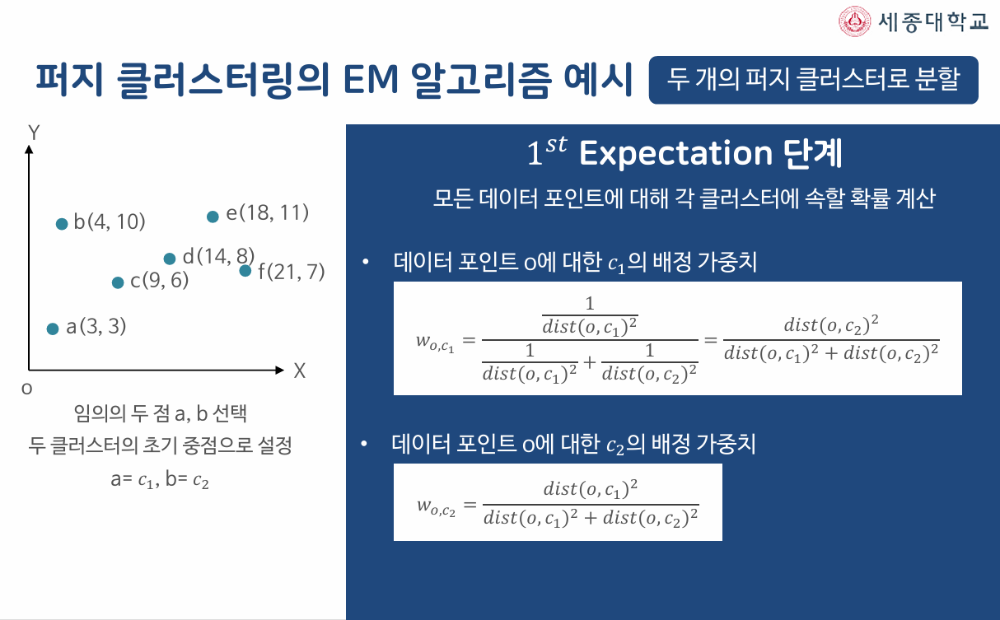 세종대학교
퍼지 클러스터링의 EM 알고리즘 예시
두 개의 퍼지 클러스터로 분할
Y
b(4, 10)
e(18, 11)
d(14, 8)
f(21, 7)
c(9, 6)
a(3, 3)
X
o
임의의 두 점 a, b 선택
두 클러스터의 초기 중점으로 설정
a= c₁, b= c₂
1^{st} Expectation 단계
모든 데이터 포인트에 대해 각 클러스터에 속할 확률 계산
• 데이터 포인트 o에 대한 c₁의 배정 가중치
w_{o,c_1} = \frac{\frac{1}{dist(o, c_1)^2}}{\frac{1}{dist(o, c_1)^2} + \frac{1}{dist(o, c_2)^2}} = \frac{dist(o, c_2)^2}{dist(o, c_1)^2 + dist(o, c_2)^2}
• 데이터 포인트 o에 대한 c₂의 배정 가중치
w_{o,c_2} = \frac{dist(o, c_1)^2}{dist(o, c_1)^2 + dist(o, c_2)^2}